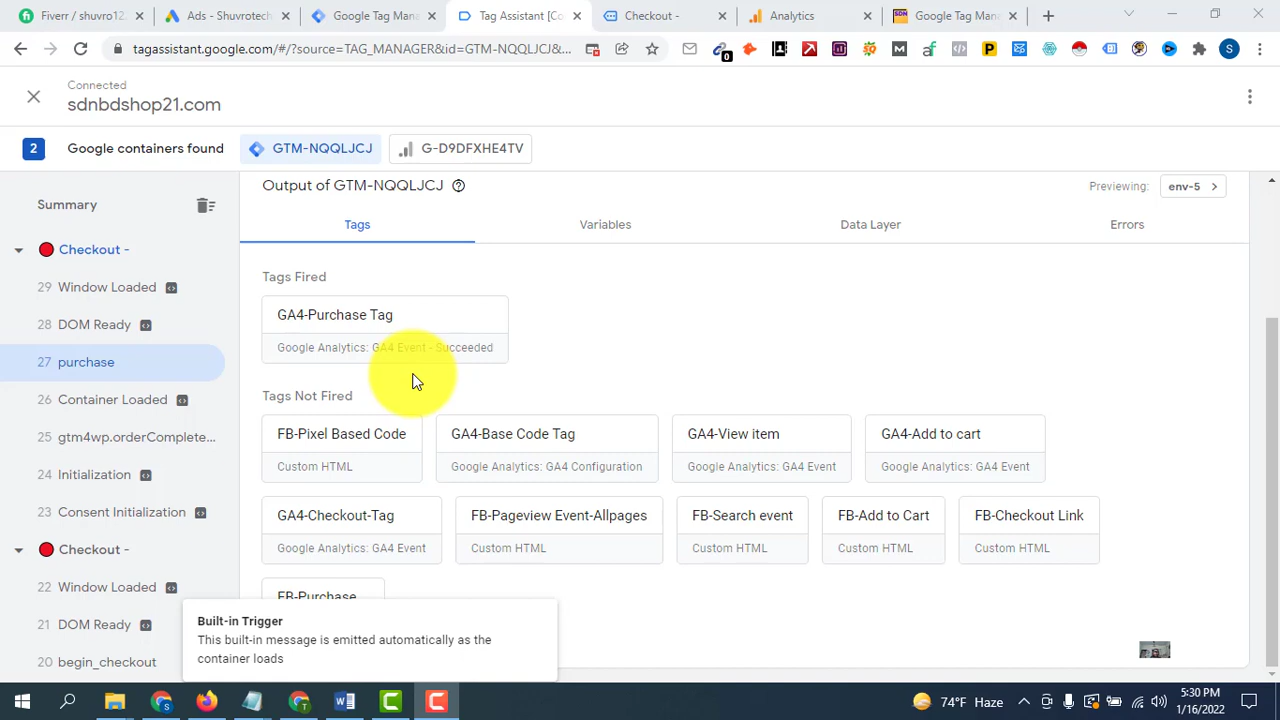 Fiverr / shuvro12
Ads - Shuvrotech
Google Tag Mana
Tag Assistant [Co
Checkout -
Analytics
Google Tag Mana
tagassistant.google.com/#/?source=TAG_MANAGER&id=GTM-NQQLJCJ&...
0
S
Connected
sdnbdshop21.com
2
Google containers found
GTM-NQQLJCJ
G-D9DFXHE4TV
Summary
Output of GTM-NQQLJCJ
Previewing:
env-5
Tags
Variables
Data Layer
Errors
Checkout -
29 Window Loaded
28 DOM Ready
27 purchase
26 Container Loaded
25 gtm4wp.orderComplete...
24 Initialization
23 Consent Initialization
Checkout -
22 Window Loaded
21 DOM Ready
20 begin_checkout
Tags Fired
GA4-Purchase Tag
Google Analytics: GA4 Event - Succeeded
Tags Not Fired
FB-Pixel Based Code
Custom HTML
GA4-Base Code Tag
Google Analytics: GA4 Configuration
GA4-View item
Google Analytics: GA4 Event
GA4-Add to cart
Google Analytics: GA4 Event
GA4-Checkout-Tag
Google Analytics: GA4 Event
FB-Pageview Event-Allpages
Custom HTML
FB-Search event
Custom HTML
FB-Add to Cart
Custom HTML
FB-Checkout Link
Custom HTML
FB-Purchase
Built-in Trigger
This built-in message is emitted automatically as the
container loads
74°F Haze
5:30 PM
1/16/2022